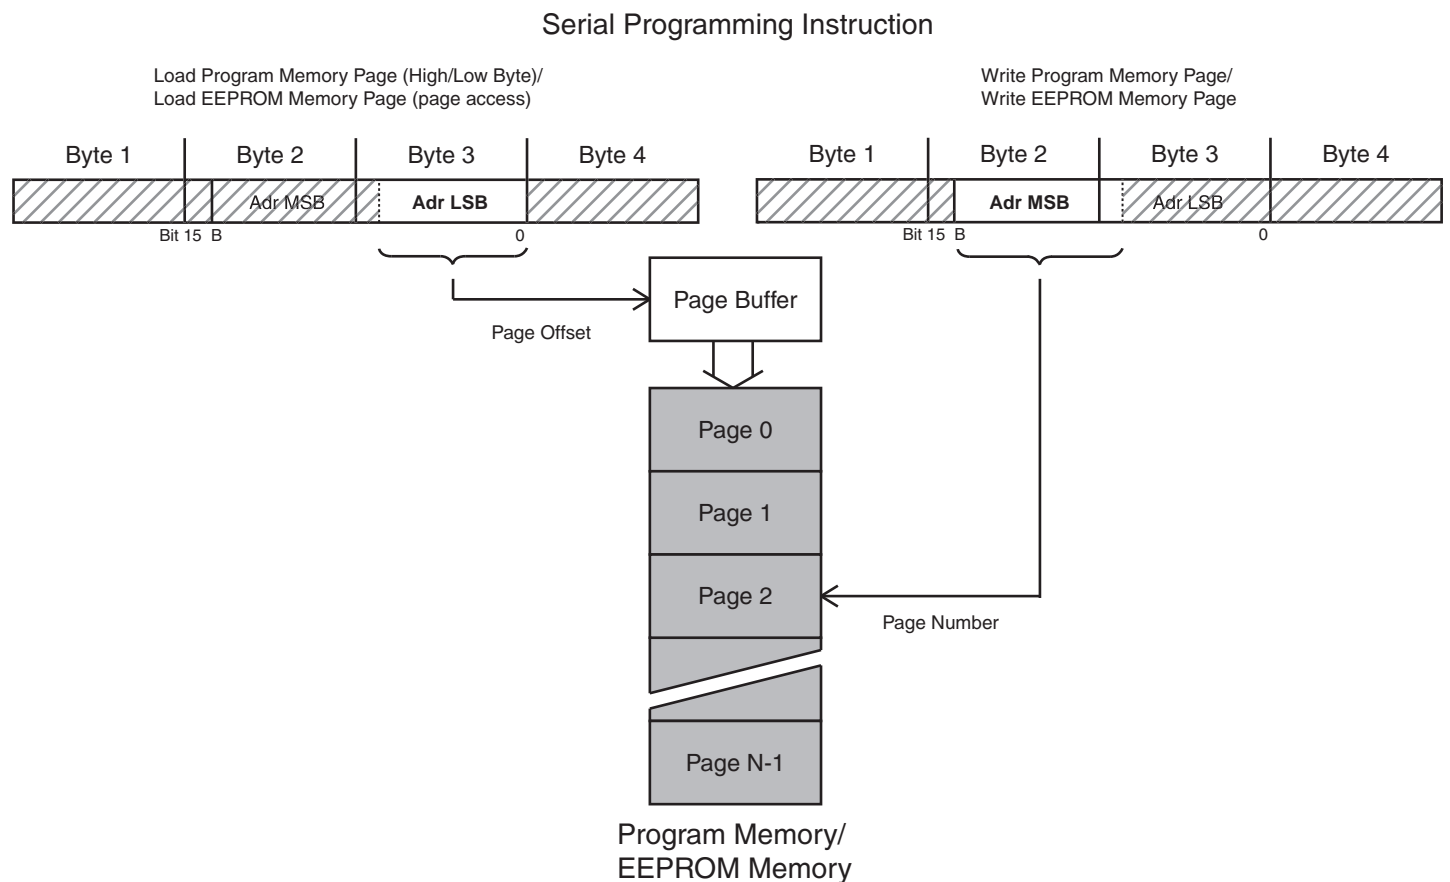 Serial Programming Instruction
Load Program Memory Page (High/Low Byte)/
Load EEPROM Memory Page (page access)
Byte 1 Byte 2 Byte 3 Byte 4
Adr MSB Adr LSB
Bit 15 B 0
Page Offset
Write Program Memory Page/
Write EEPROM Memory Page
Byte 1 Byte 2 Byte 3 Byte 4
Adr MSB Adr LSB
Bit 15 B 0
Page Buffer
Page 0
Page 1
Page 2
Page Number
Page N-1
Program Memory/
EEPROM Memory